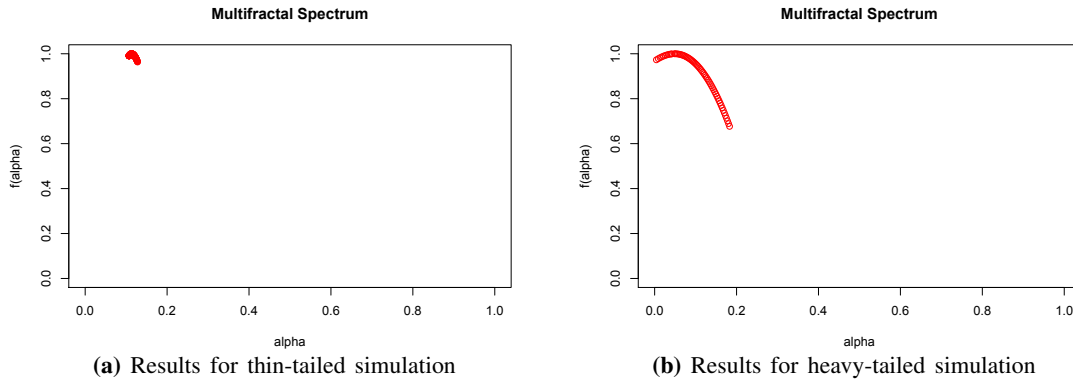 Multifractal Spectrum
f(alpha)
1.0
0.8
0.6
0.4
0.2
0.0
0.0 0.2 0.4 0.6 0.8 1.0
alpha
(a) Results for thin-tailed simulation
Multifractal Spectrum
f(alpha)
1.0
0.8
0.6
0.4
0.2
0.0
0.0 0.2 0.4 0.6 0.8 1.0
alpha
(b) Results for heavy-tailed simulation